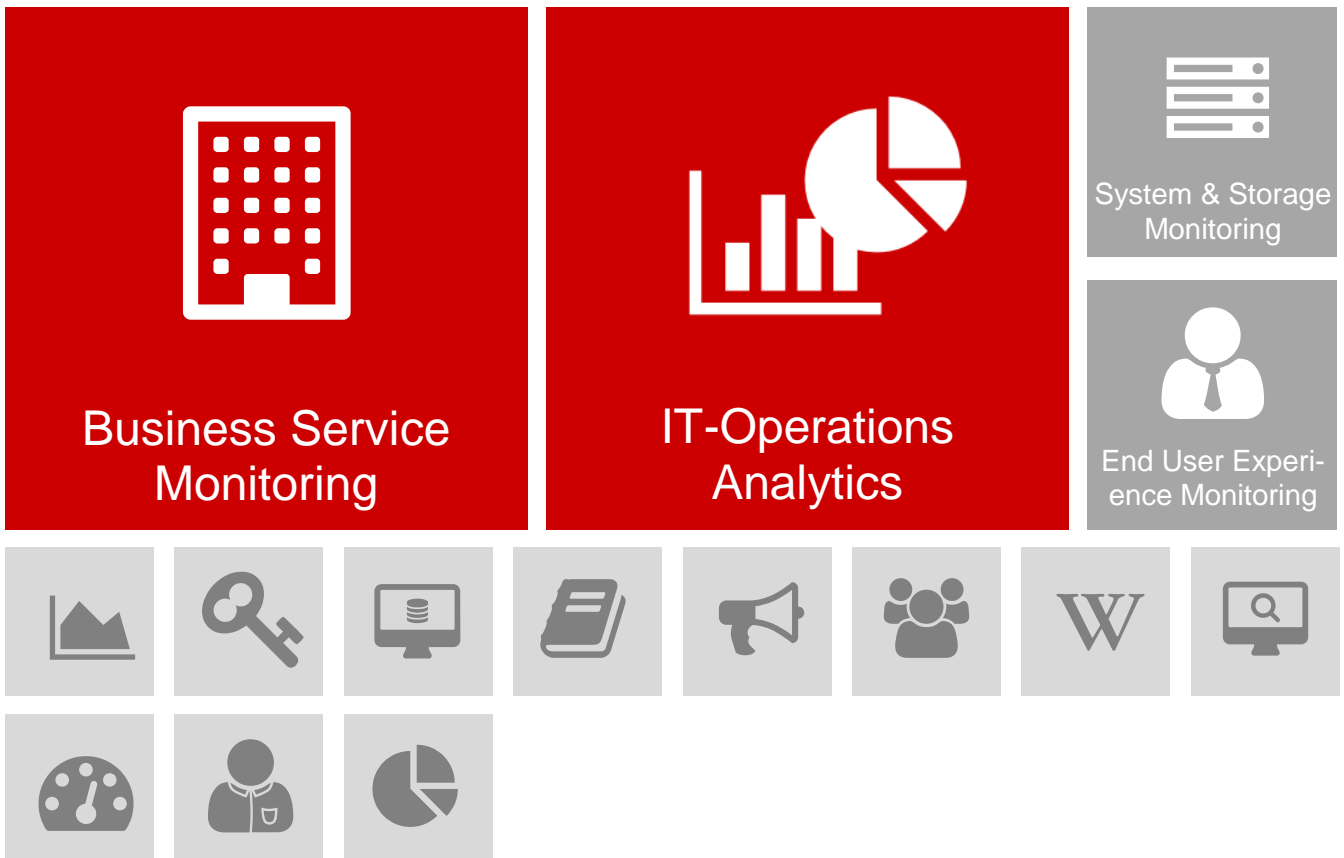 Business Service
Monitoring
IT-Operations
Analytics
System & Storage
Monitoring
End User Experi-
ence Monitoring
W